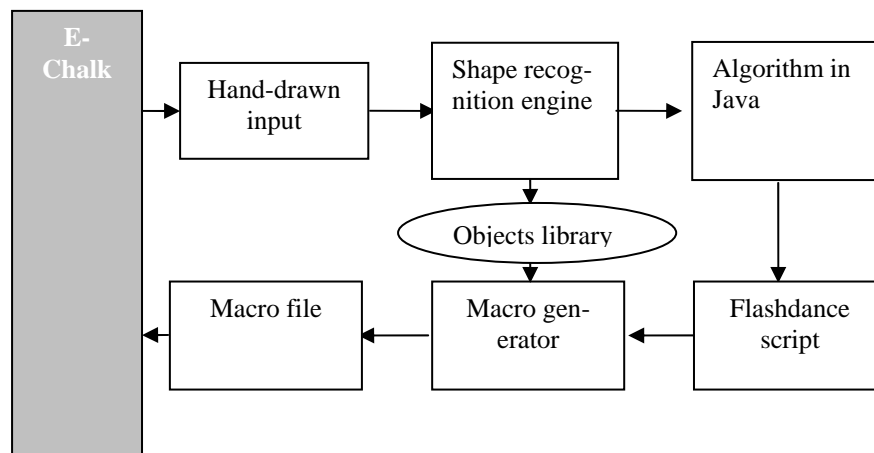 E-
Chalk
Hand-drawn
input
Shape recog-
nition engine
Algorithm in
Java
Objects library
Macro file
Macro gen-
erator
Flashdance
script